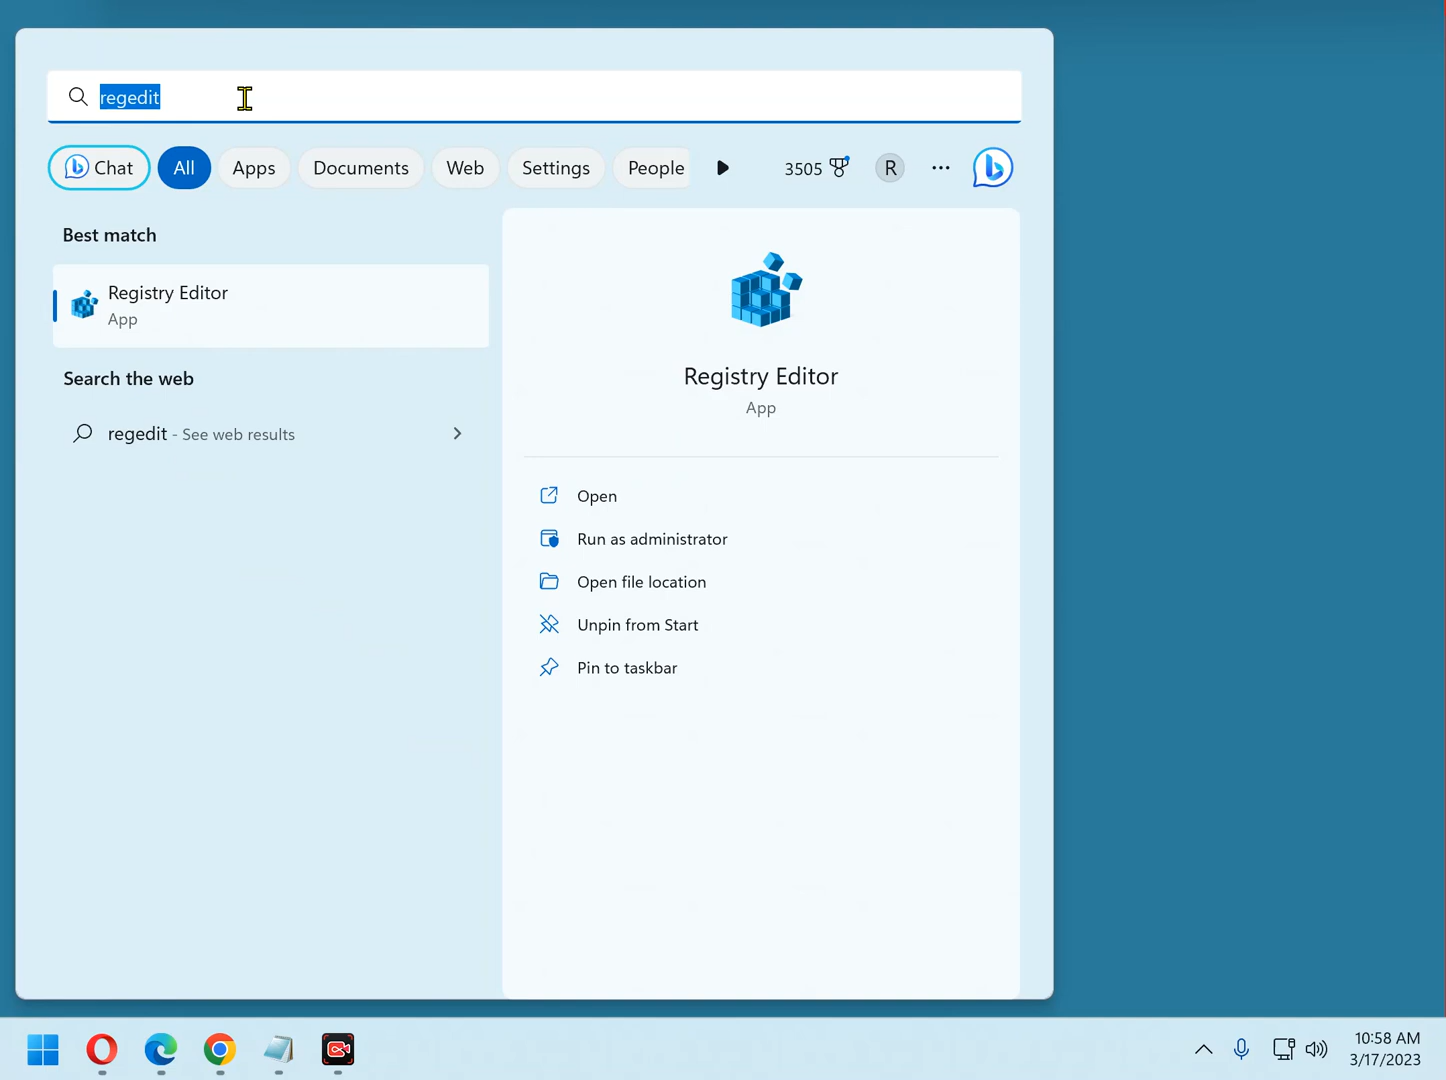 regedit
Chat
All
Apps
Documents
Web
Settings
People
3505
R
Best match
Registry Editor
App
Search the web
regedit - See web results
Registry Editor
App
Open
Run as administrator
Open file location
Unpin from Start
Pin to taskbar
10:58 AM
3/17/2023